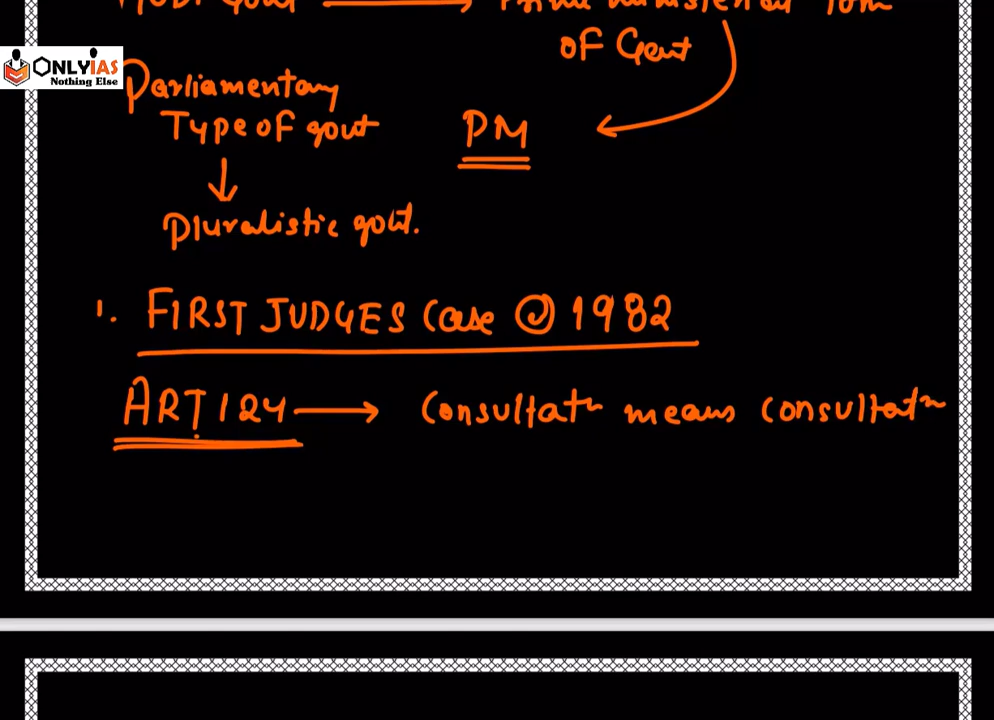 of Govt
ONLYIAS
Nothing Else
Parliamentary
Type of govt
PM
Pluralistic govt.
1. FIRST JUDGES Case @ 1982
ART 124 → Consultatn means consultatn